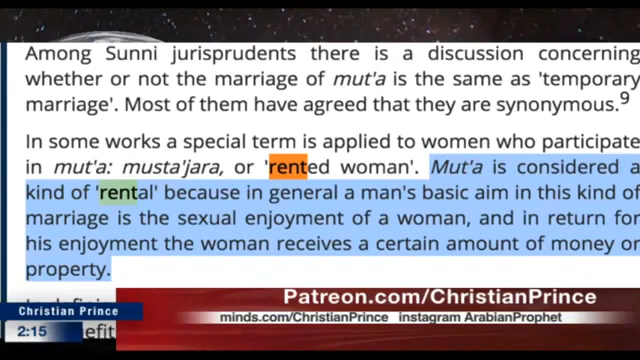 Among Sunni jurisprudents there is a discussion concerning
whether or not the marriage of mut'a is the same as 'temporary
marriage'. Most of them have agreed that they are synonymous.9
In some works a special term is applied to women who participate
in mut'a: musta'jara, or 'rented woman'. Mut'a is considered a
kind of 'rental' because in general a man's basic aim in this kind of
marriage is the sexual enjoyment of a woman, and in return for
his enjoyment the woman receives a certain amount of money or
property.
Patreon.com/ChristianPrince
Christian Prince
minds.com/ChristianPrince instagram ArabianProphet
2:15